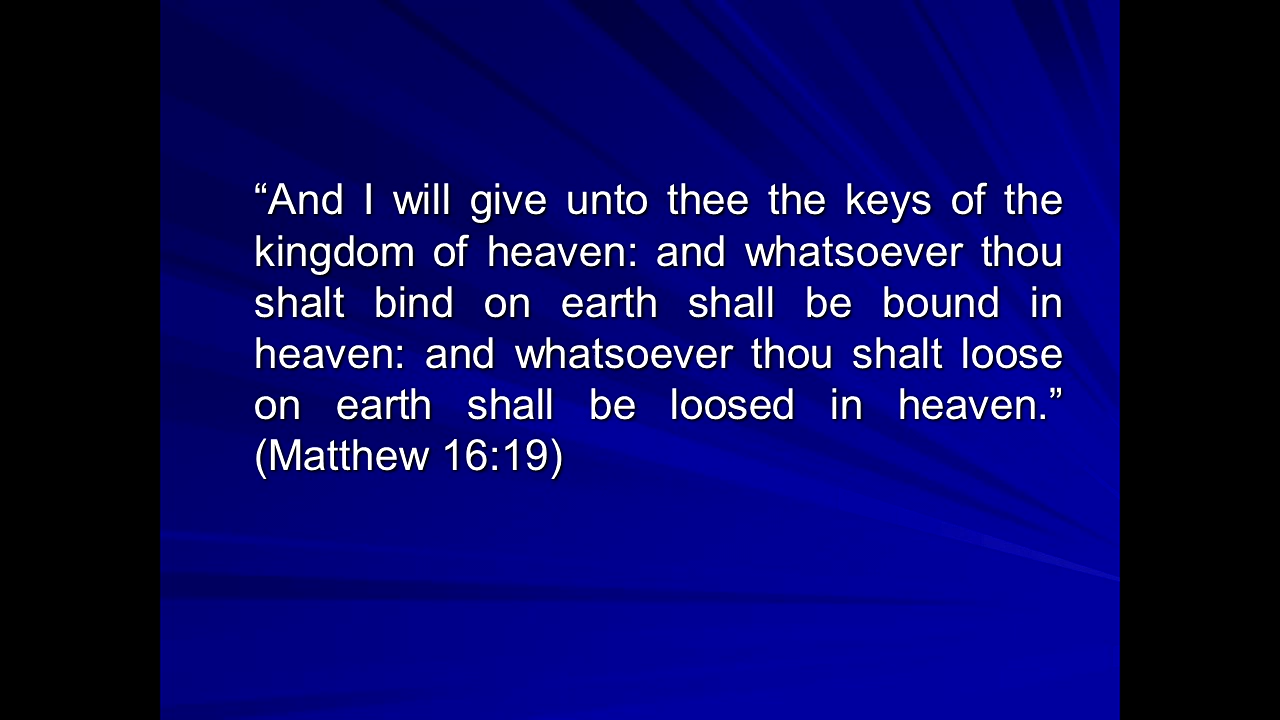 “And I will give unto thee the keys of the
kingdom of heaven: and whatsoever thou
shalt bind on earth shall be bound in
heaven: and whatsoever thou shalt loose
on earth shall be loosed in heaven.”
(Matthew 16:19)